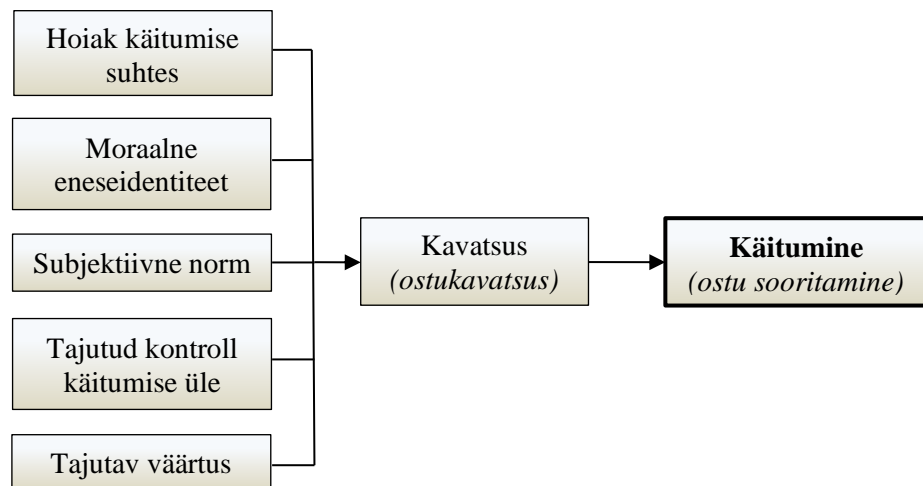 Hoiak käitumise
suhtes
Moraalne
eneseidentiteet
Subjektiivne norm
Tajutud kontroll
käitumise üle
Tajutav väärtus
Kavatsus
(ostukavatsus)
Käitumine
(ostu sooritamine)